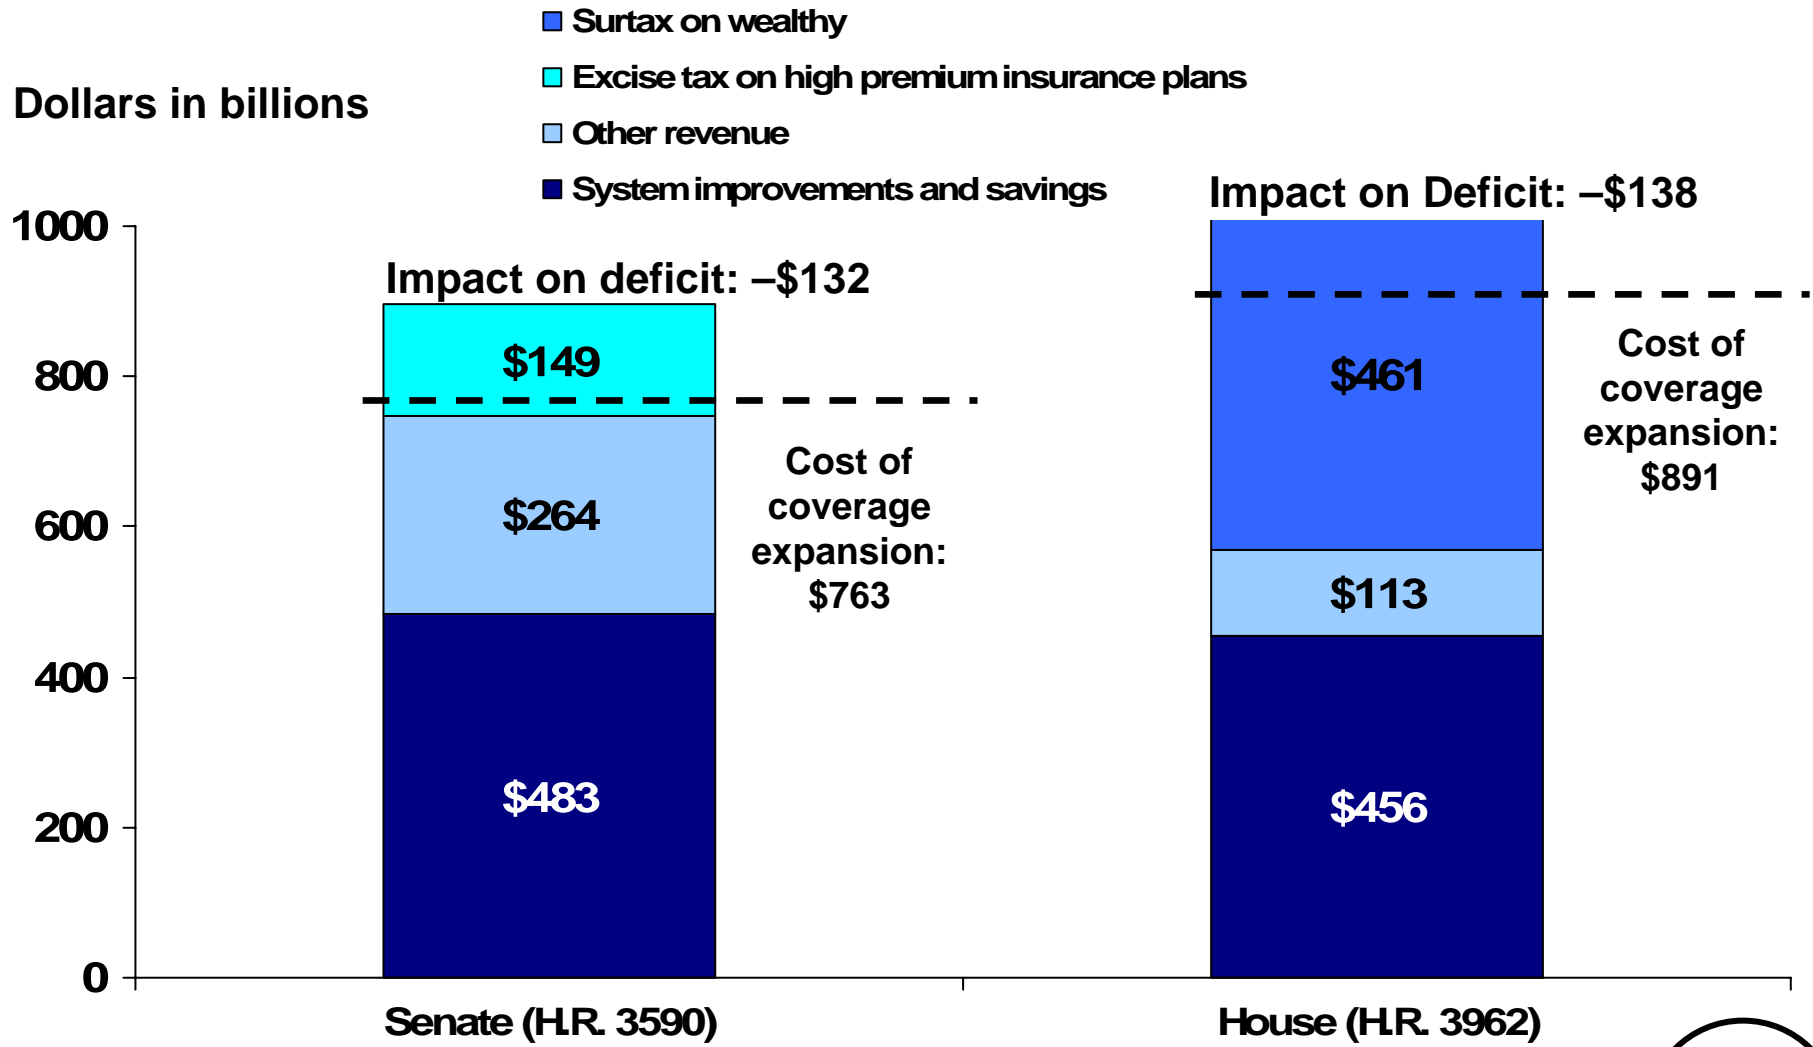 Surtax on wealthy
Excise tax on high premium insurance plans
Dollars in billions
Other revenue
System improvements and savings
Impact on Deficit: –$138
1000
Impact on deficit: –$132
$149
800
$461
Cost of
coverage
expansion:
$891
Cost of
coverage
expansion:
$763
600
$264
$113
400
$483
$456
200
0
Senate (H.R. 3590)
House (H.R. 3962)